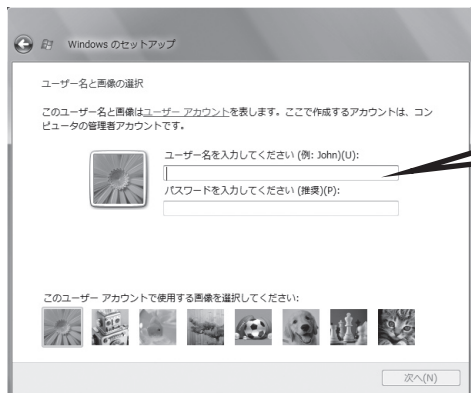 Windows のセットアップ
ユーザー名と画像の選択
このユーザー名と画像はユーザー アカウントを表します。ここで作成するアカウントは、コン
ピュータの管理者アカウントです。
ユーザー名を入力してください (例: John)(U):
パスワードを入力してください (推奨)(P):
このユーザー アカウントで使用する画像を選択してください:
次へ(N)